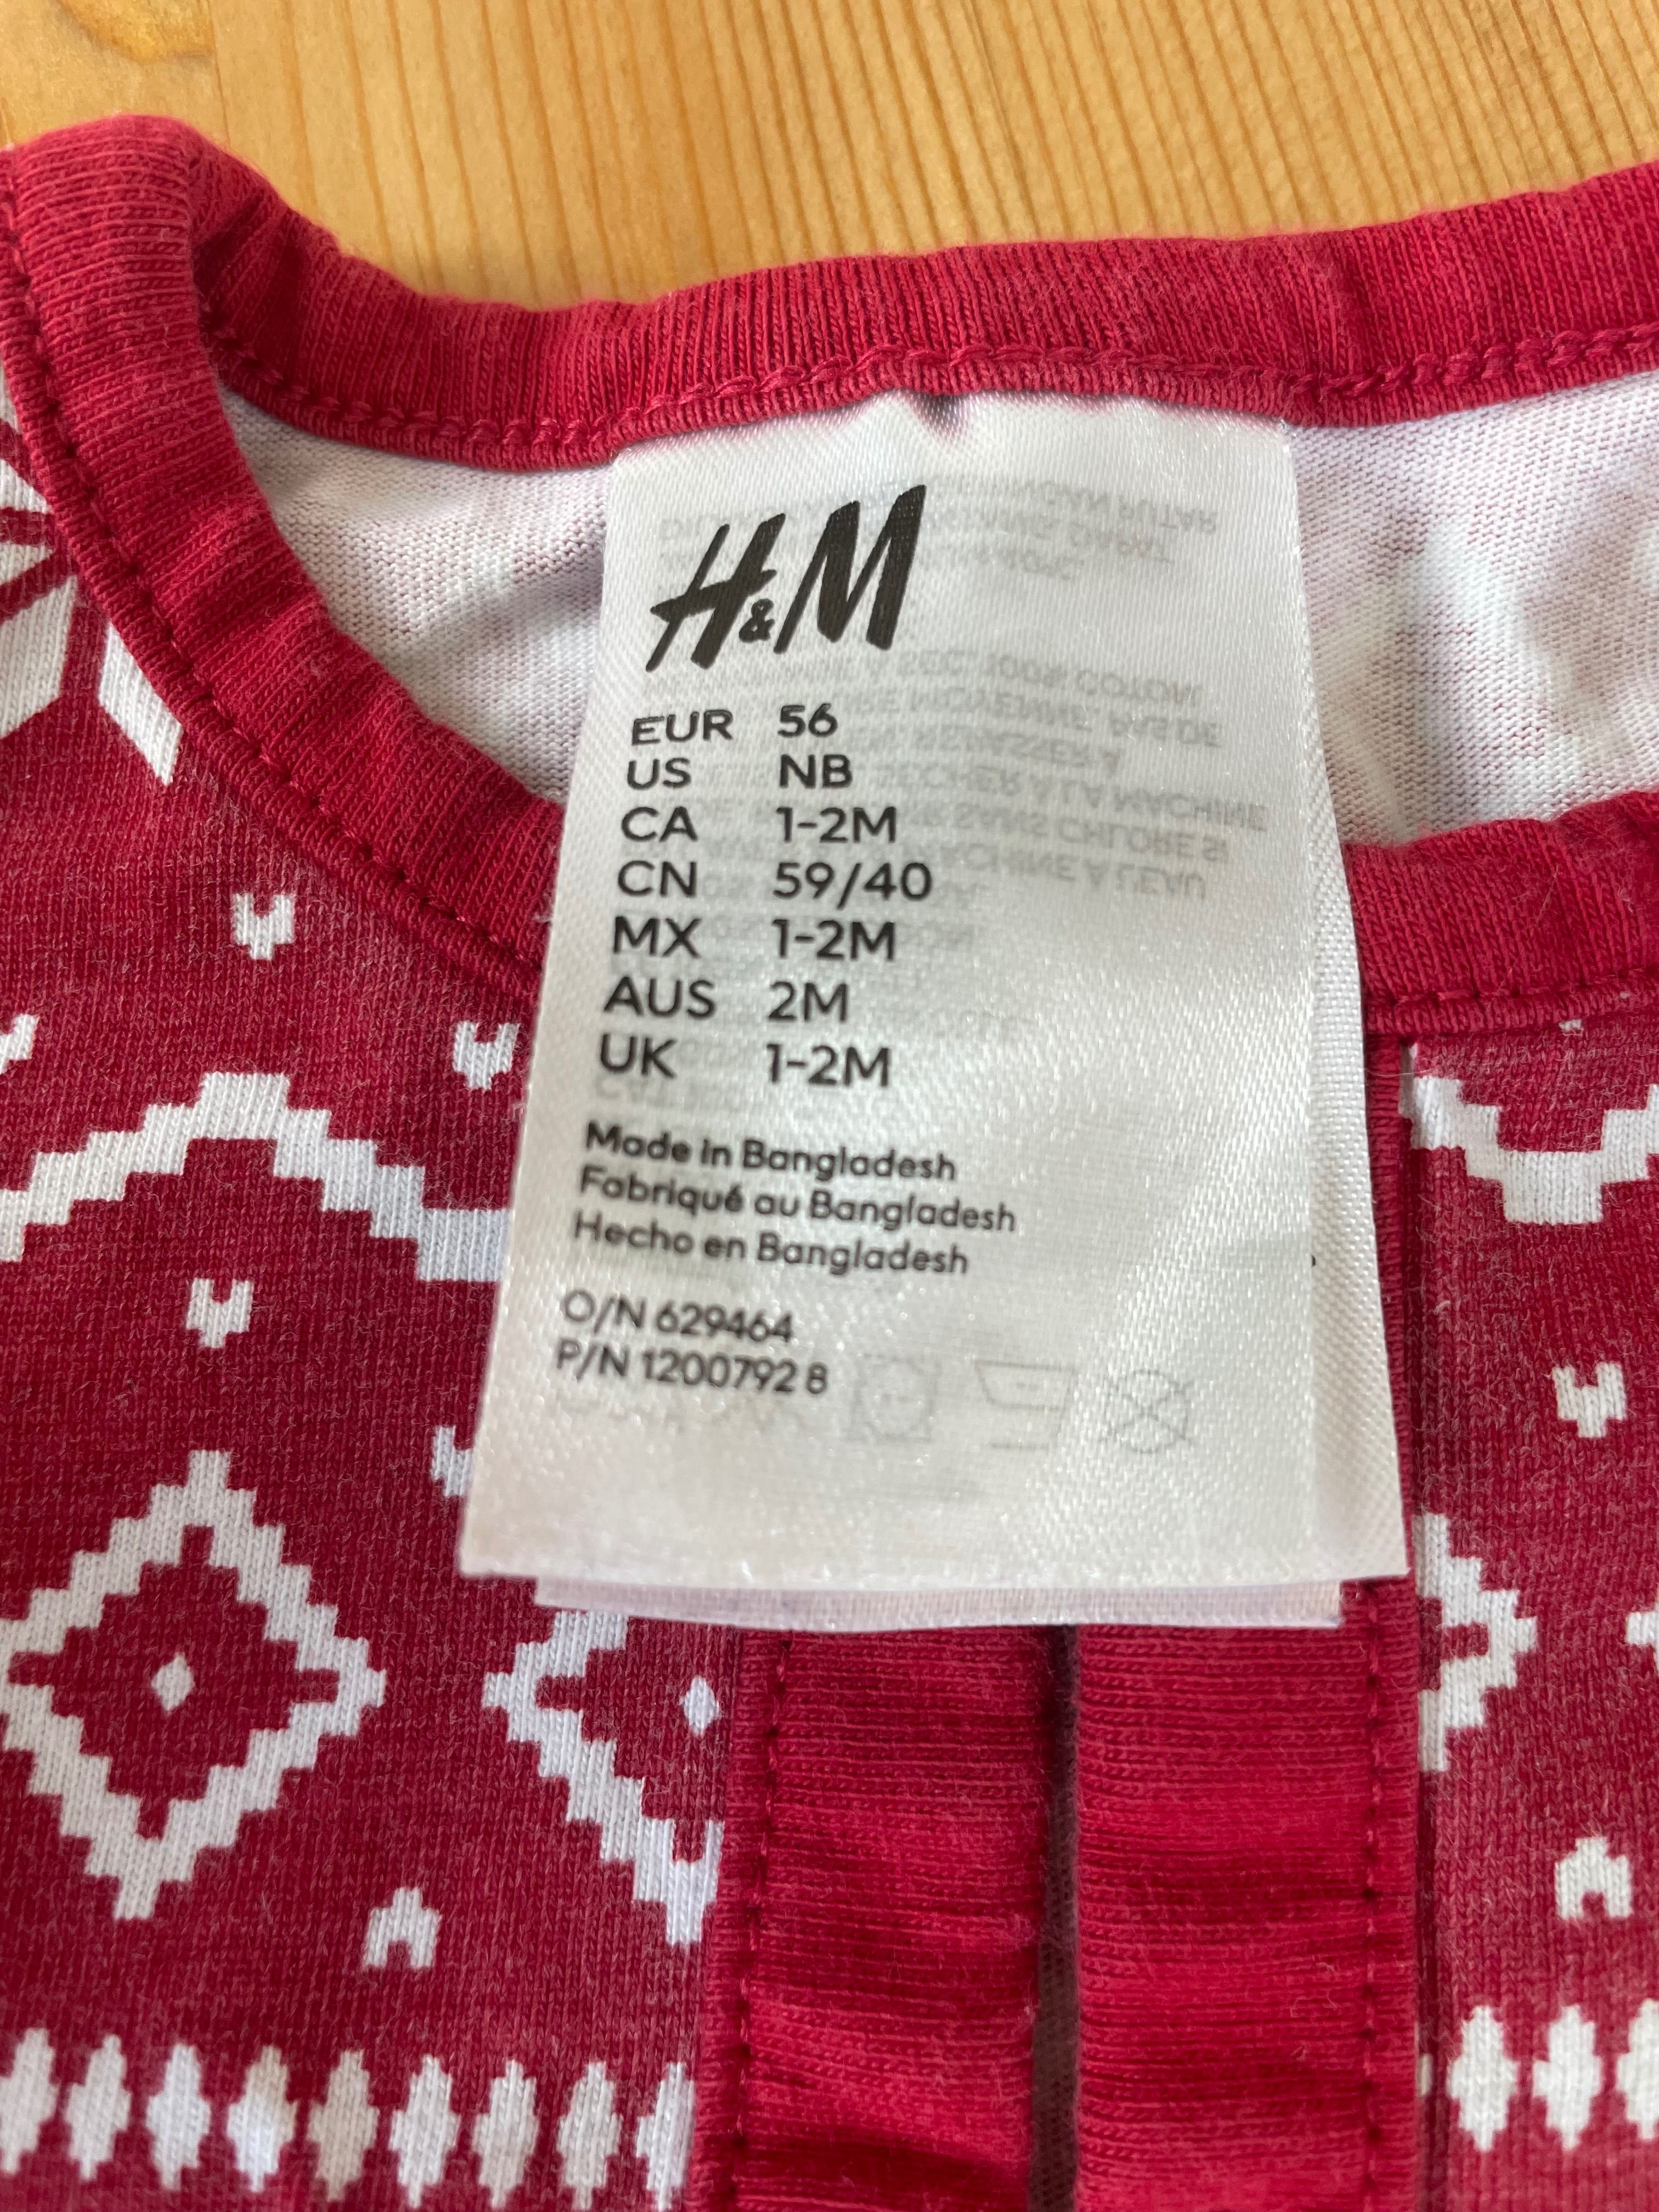 H&M
EUR 56
US NB
CA 1-2M
CN 59/40
MX 1-2M
AUS 2M
UK 1-2M
Made in Bangladesh
Fabriqué au Bangladesh
Hecho en Bangladesh
O/N 629464
P/N 1200792 8